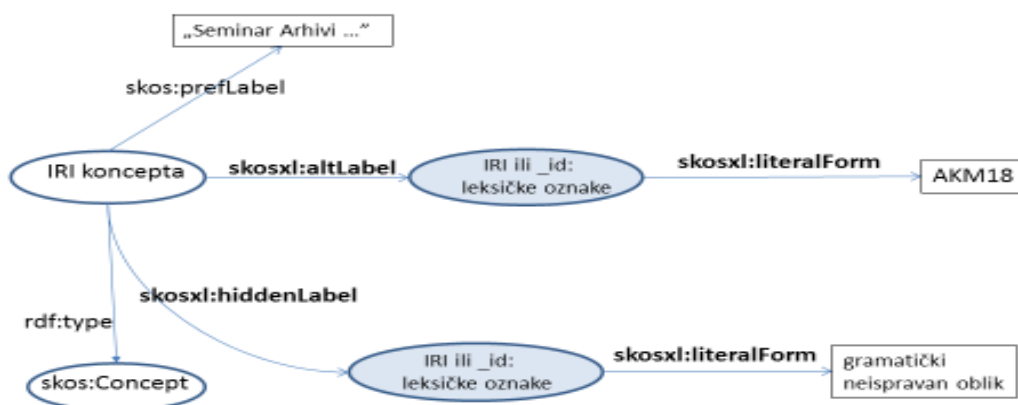 „Seminar Arhivi ...”
skos:prefLabel
IRI koncepta
skosxl:altLabel
IRI ili _id:
leksičke oznake
skosxl:literalForm
AKM18
skosxl:hiddenLabel
rdf:type
skos:Concept
IRI ili _id:
leksičke oznake
skosxl:literalForm
gramatički
neispravan oblik